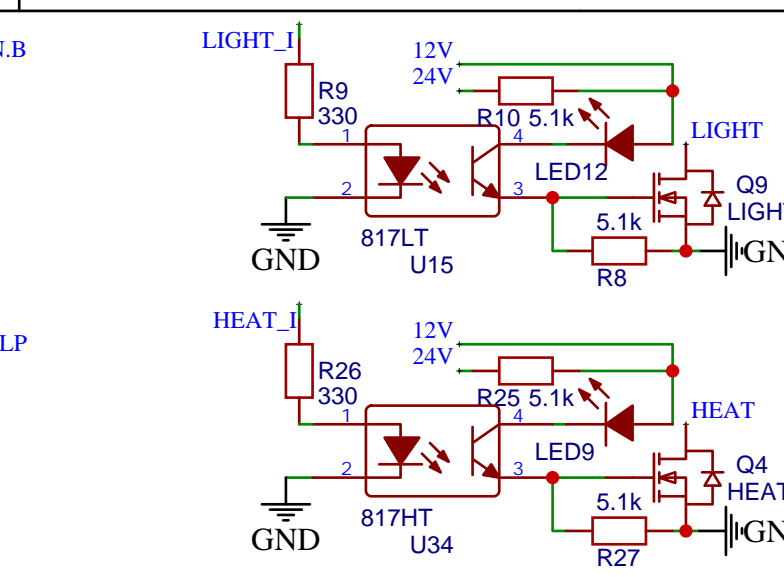 N.B
LIGHT_I
R9
330
1
2
GND
817LT
U15
12V
24V
R10 5.1k
4
3
LED12
LIGHT
Q9
LIGHT
5.1k
R8
GN
LP
HEAT_I
R26
330
1
2
GND
817HT
U34
12V
24V
R25 5.1k
4
3
LED9
HEAT
Q4
HEAT
5.1k
R27
GN